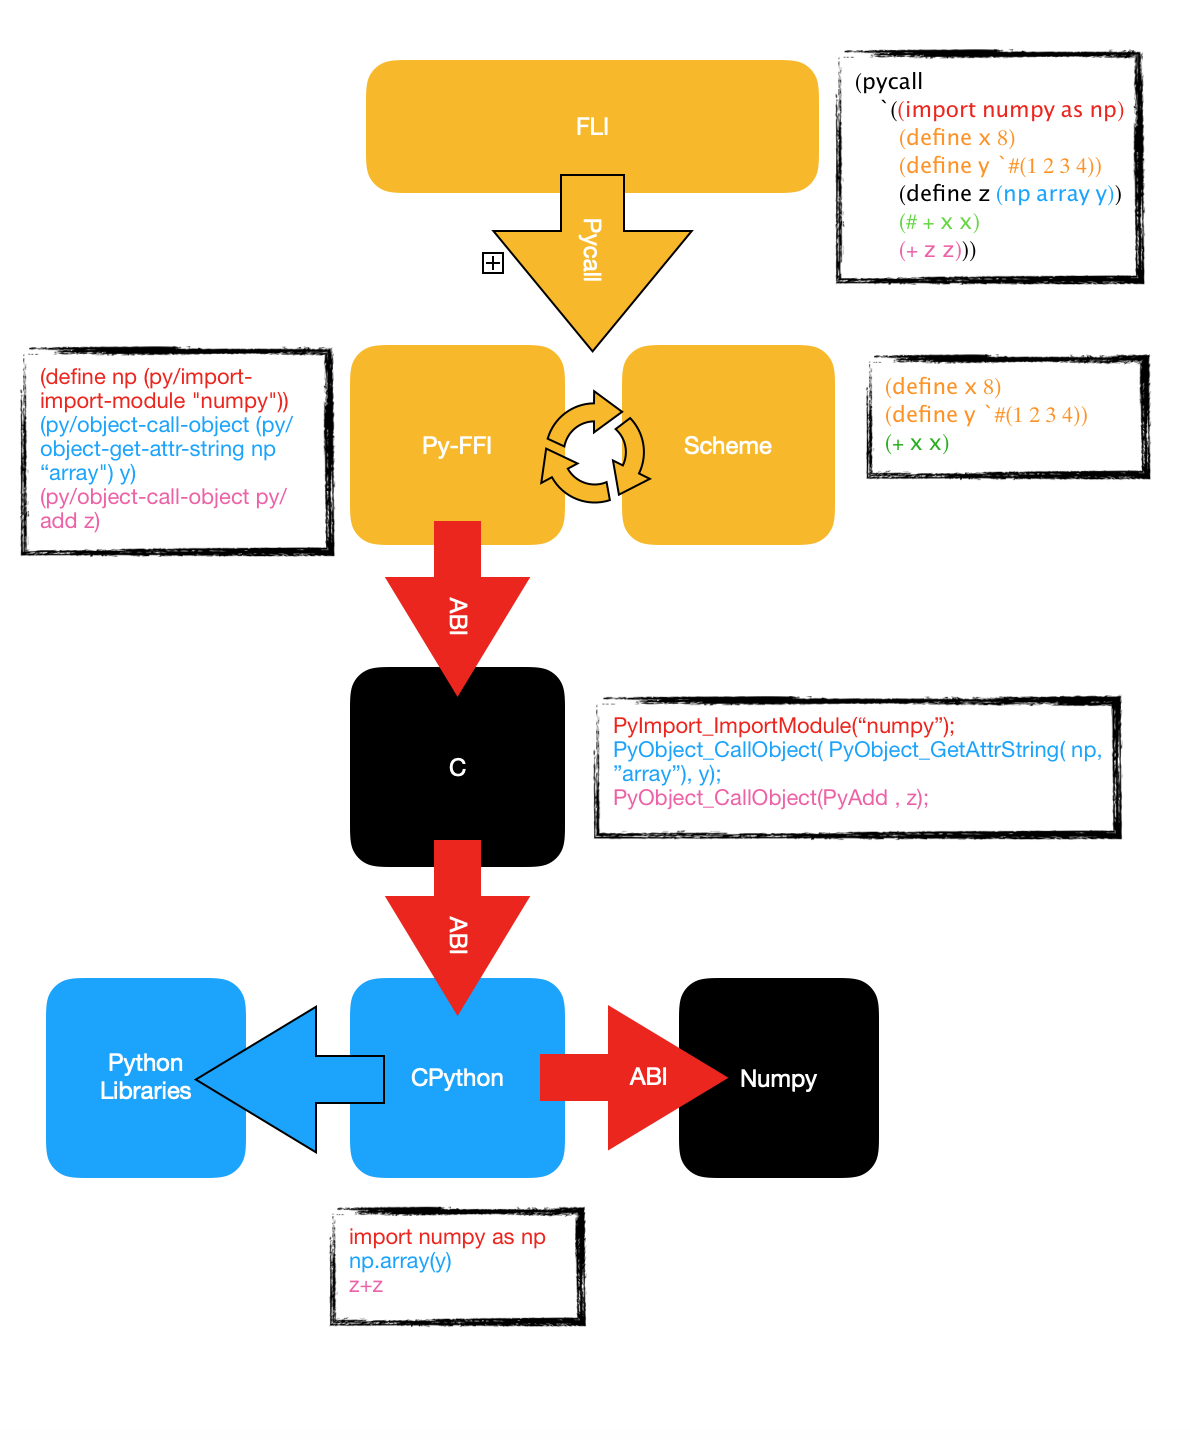 FLI
(pycall
`((import numpy as np)
(define x 8)
(define y `#(1 2 3 4))
(define z (np array y))
(# + x x)
(+ z z)))
Pycall
(define np (py/import-
import-module "numpy"))
(py/object-call-object (py/
object-get-attr-string np
“array") y)
(py/object-call-object py/
add z)
Py-FFI
Scheme
(define x 8)
(define y `#(1 2 3 4))
(+ x x)
ABI
C
PyImport_ImportModule(“numpy”);
PyObject_CallObject( PyObject_GetAttrString( np,
”array”), y);
PyObject_CallObject(PyAdd , z);
ABI
Python
Libraries
CPython
ABI
Numpy
import numpy as np
np.array(y)
z+z